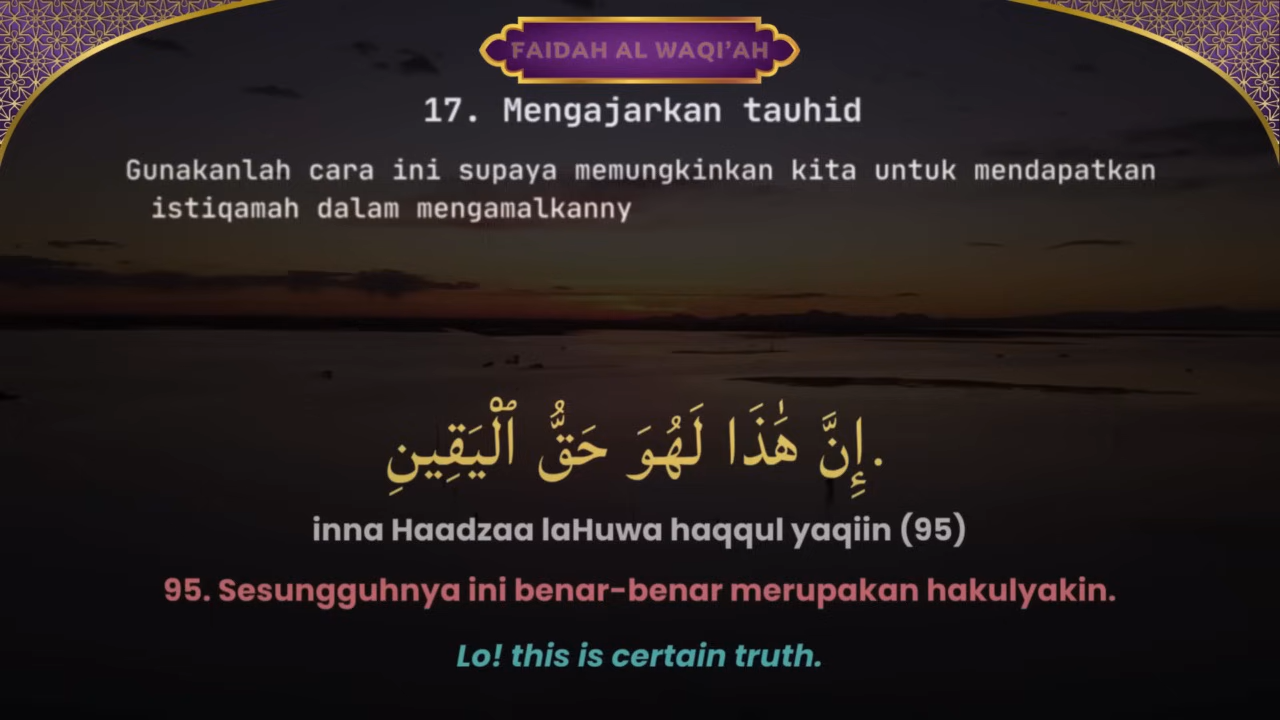 FAIDAH AL WAQI'AH
17. Mengajarkan tauhid
Gunakanlah cara ini supaya memungkinkan kita untuk mendapatkan
istiqamah dalam mengamalkanny
.إِنَّ هَٰذَا لَهُوَ حَقُّ ٱلْيَقِينِ
inna Haadzaa laHuwa haqqul yaqiin (95)
95. Sesungguhnya ini benar-benar merupakan hakulyakin.
Lo! this is certain truth.